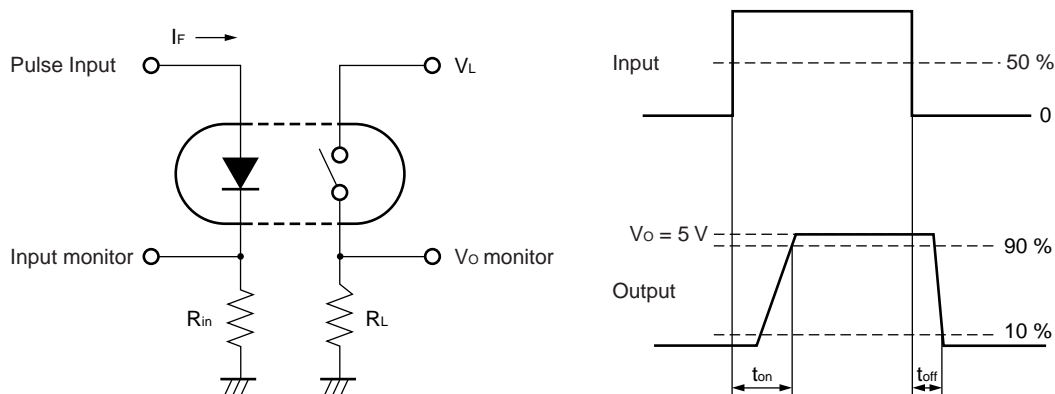 IF
Pulse Input
VL
Input monitor
VO monitor
Rin
RL
Input
50 %
0
VO = 5 V
90 %
Output
10 %
ton
toff